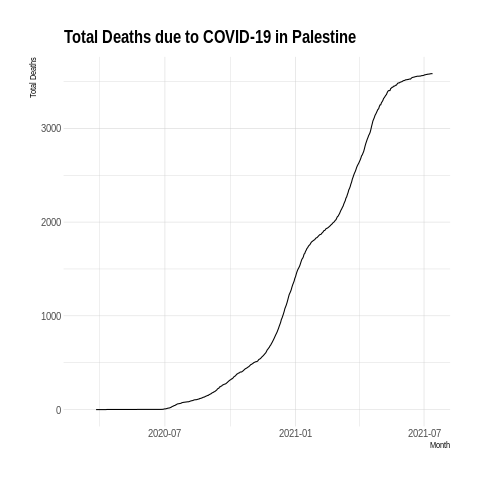 Total Deaths due to COVID-19 in Palestine
Total Deaths
3000
2000
1000
0
2020-07
2021-01
2021-07
Month